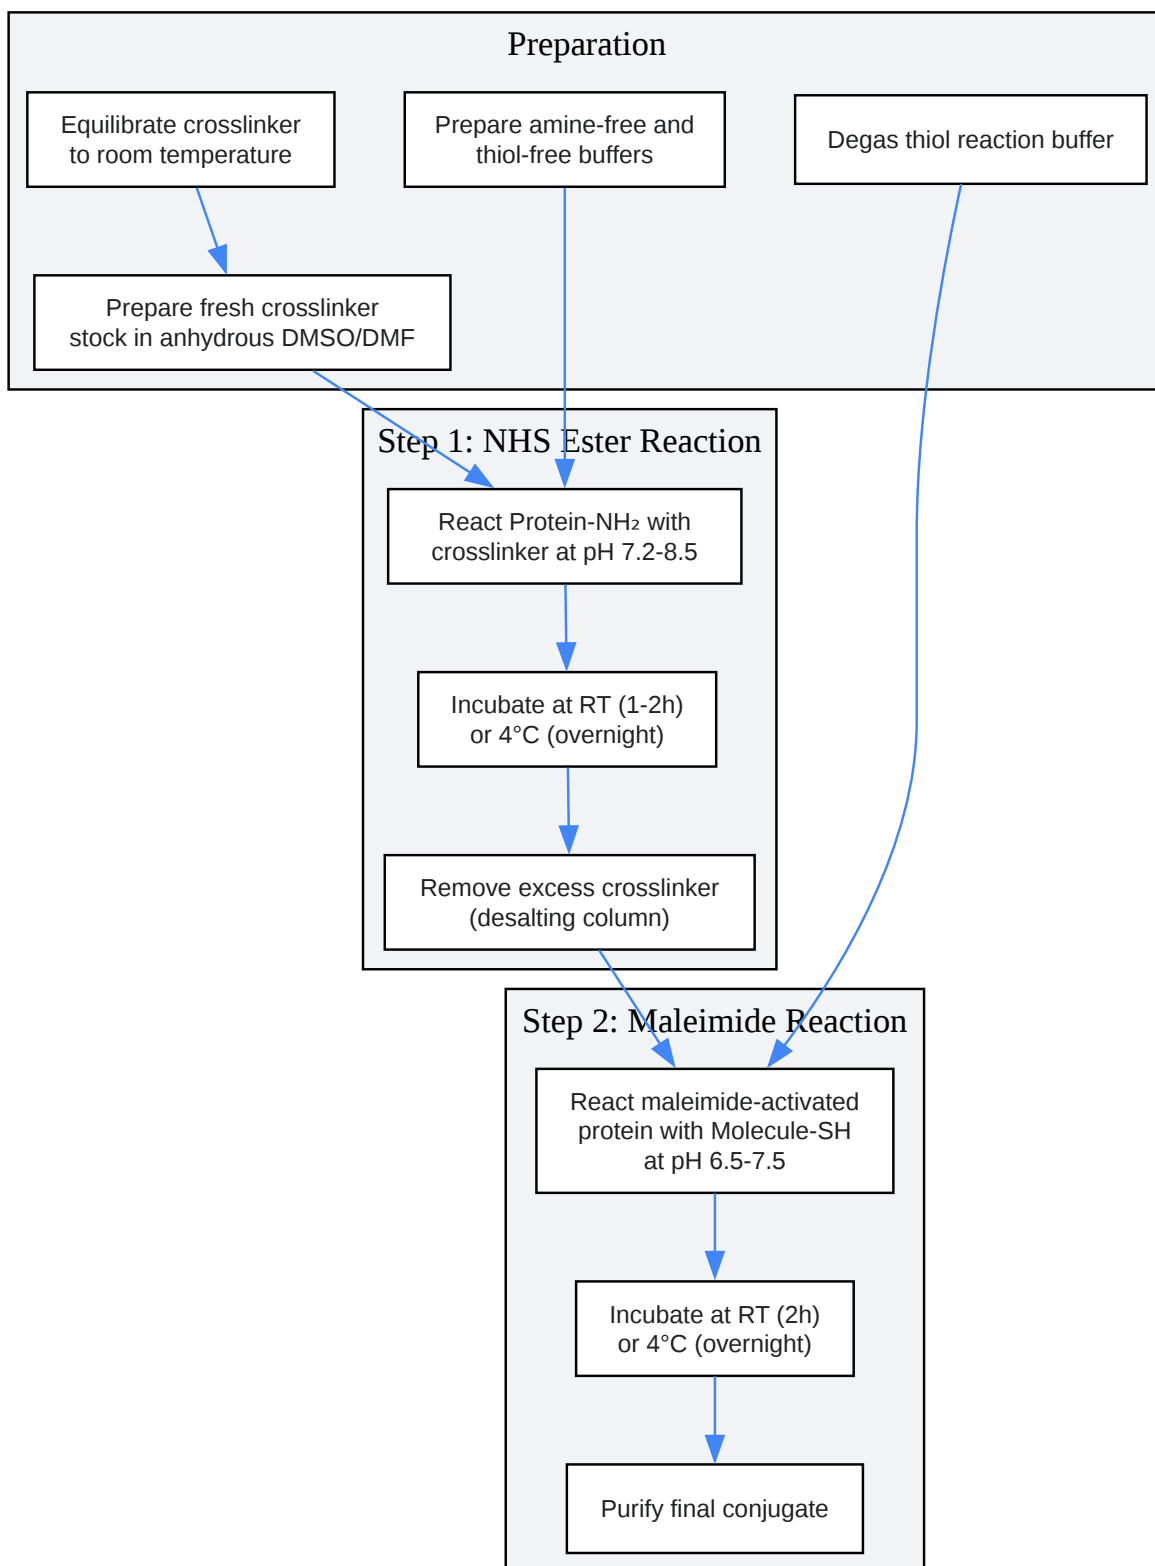 Preparation
Equilibrate crosslinker
to room temperature
Prepare amine-free and
thiol-free buffers
Degas thiol reaction buffer
Prepare fresh crosslinker
stock in anhydrous DMSO/DMF
Step 1: NHS Ester Reaction
React Protein-NH₂ with
crosslinker at pH 7.2-8.5
Incubate at RT (1-2h)
or 4°C (overnight)
Remove excess crosslinker
(desalting column)
Step 2: Maleimide Reaction
React maleimide-activated
protein with Molecule-SH
at pH 6.5-7.5
Incubate at RT (2h)
or 4°C (overnight)
Purify final conjugate